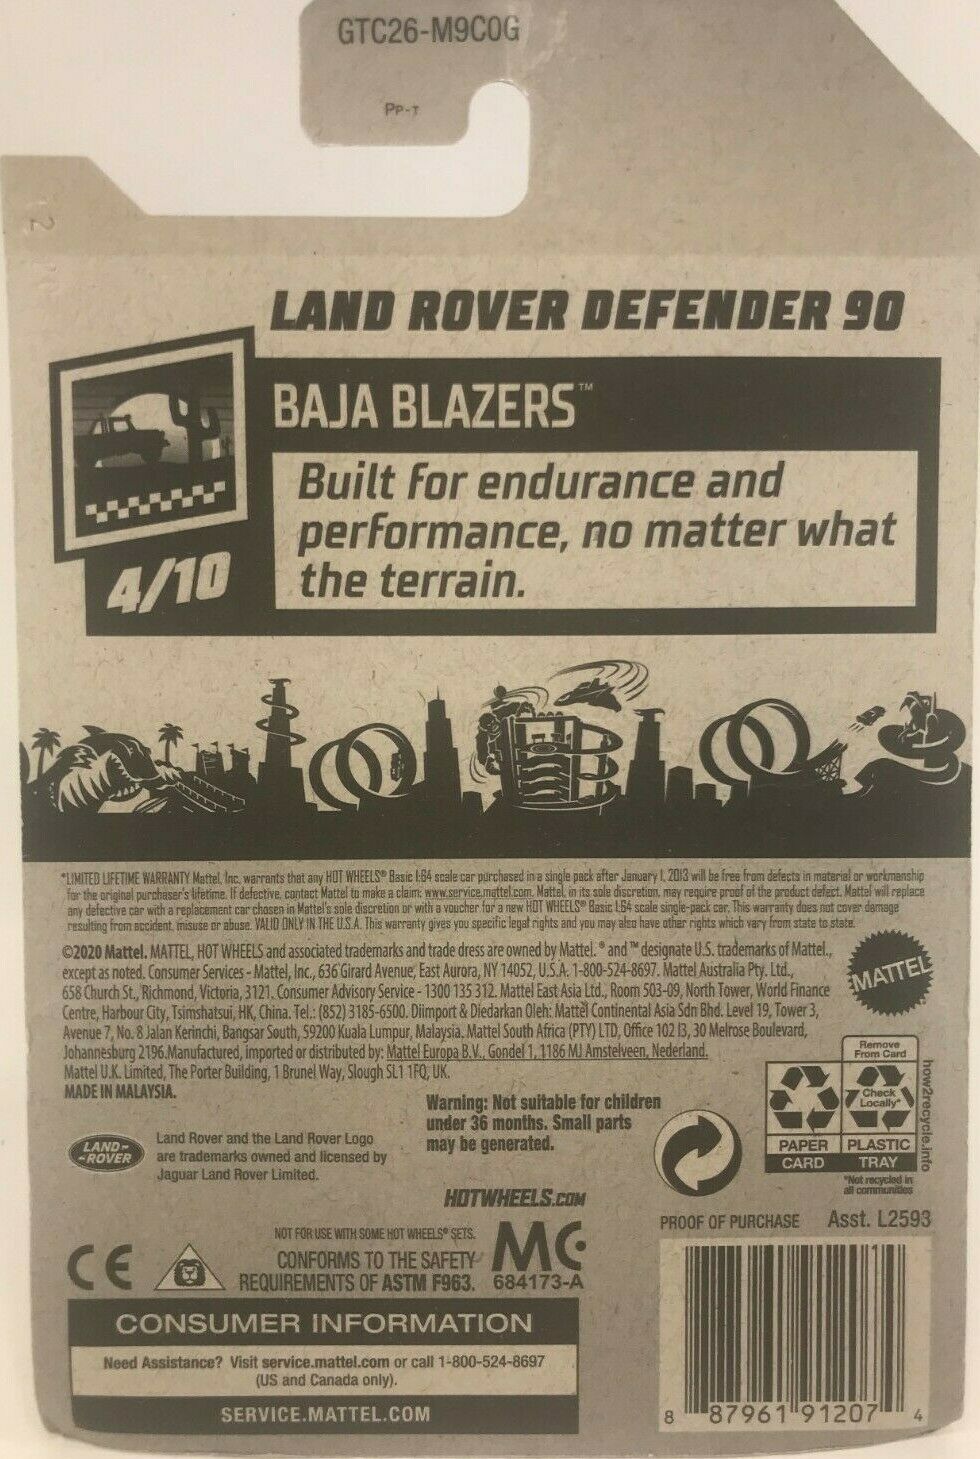 GTC26-M9C0G
PP-T
2
LAND ROVER DEFENDER 90
BAJA BLAZERS™
Built for endurance and
performance, no matter what
the terrain.
4/10
*LIMITED LIFETIME WARRANTY Mattel, Inc. warrants that any HOT WHEELS® Basic 1:64 scale car purchased in a single pack after January 1, 2013 will be free from defects in material or workmanship
for the original purchaser's lifetime. If defective, contact Mattel to make a claim: www.service.mattel.com. Mattel, in its sole discretion, may require proof of the product defect. Mattel will replace
any defective car with a replacement car chosen in Mattel's sole discretion or with a voucher for a new HOT WHEELS® Basic 1:64 scale single-pack car. This warranty does not cover damage
resulting from accident, misuse or abuse. VALID ONLY IN THE U.S.A. This warranty gives you specific legal rights and you may also have other rights which vary from state to state.
©2020 Mattel. MATTEL, HOT WHEELS and associated trademarks and trade dress are owned by Mattel. ® and ™ designate U.S. trademarks of Mattel.,
except as noted. Consumer Services - Mattel, Inc., 636 Girard Avenue, East Aurora, NY 14052, U.S.A. 1-800-524-8697. Mattel Australia Pty. Ltd.,
658 Church St., Richmond, Victoria, 3121. Consumer Advisory Service - 1300 135 312. Mattel East Asia Ltd., Room 503-09, North Tower, World Finance
Centre, Harbour City, Tsimshatsui, HK, China. Tel.: (852) 3185-6500. Diimport & Diedarkan Oleh: Mattel Continental Asia Sdn Bhd. Level 19, Tower 3,
Avenue 7, No. 8 Jalan Kerinchi, Bangsar South, 59200 Kuala Lumpur, Malaysia. Mattel South Africa (PTY) LTD, Office 102 I3, 30 Melrose Boulevard,
Johannesburg 2196.Manufactured, imported or distributed by: Mattel Europa B.V., Gondel 1, 1186 MJ Amstelveen, Nederland.
Mattel U.K. Limited, The Porter Building, 1 Brunel Way, Slough SL1 1FQ, UK.
MADE IN MALAYSIA.
MATTEL
Warning: Not suitable for children
under 36 months. Small parts
may be generated.
Remove
From Card
Check
Locally*
PAPER
PLASTIC
CARD
TRAY
*Not recycled in
all communities
how2recycle.info
LAND-
-ROVER
Land Rover and the Land Rover Logo
are trademarks owned and licensed by
Jaguar Land Rover Limited.
HOTWHEELS.COM
NOT FOR USE WITH SOME HOT WHEELS® SETS.
CE
CONFORMS TO THE SAFETY
REQUIREMENTS OF ASTM F963.
MC
684173-A
PROOF OF PURCHASE
Asst. L2593
CONSUMER INFORMATION
Need Assistance? Visit service.mattel.com or call 1-800-524-8697
(US and Canada only).
SERVICE.MATTEL.COM
8 87961 91207 4